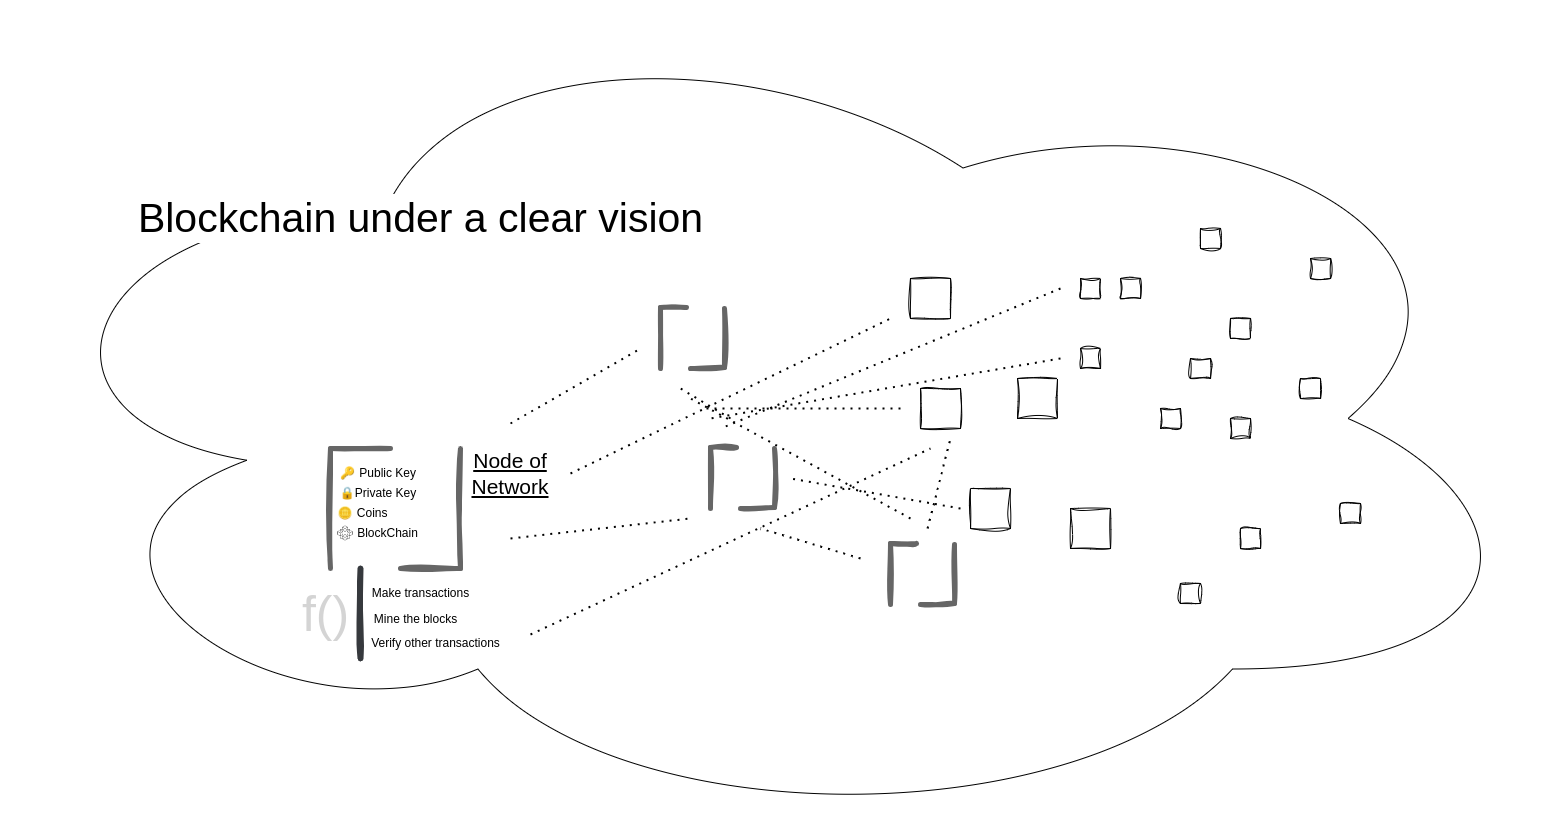 Blockchain under a clear vision
Node of
Network
Public Key
Private Key
Coins
BlockChain
f()
Make transactions
Mine the blocks
Verify other transactions